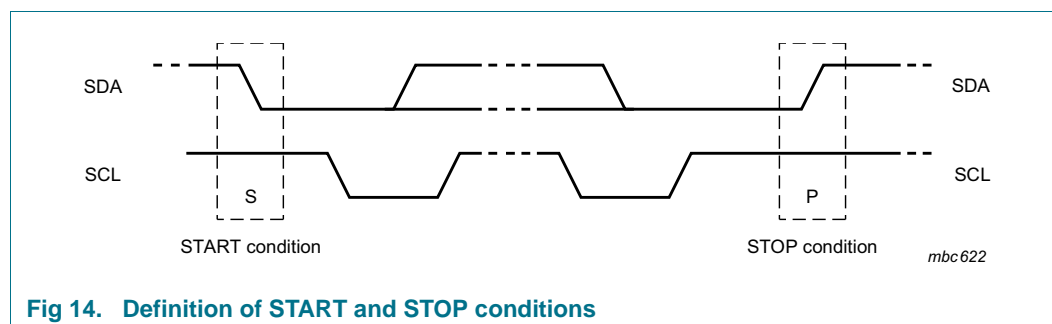 SDA
SDA
SCL
SCL
S
P
START condition
STOP condition
mbc622
Fig 14. Definition of START and STOP conditions